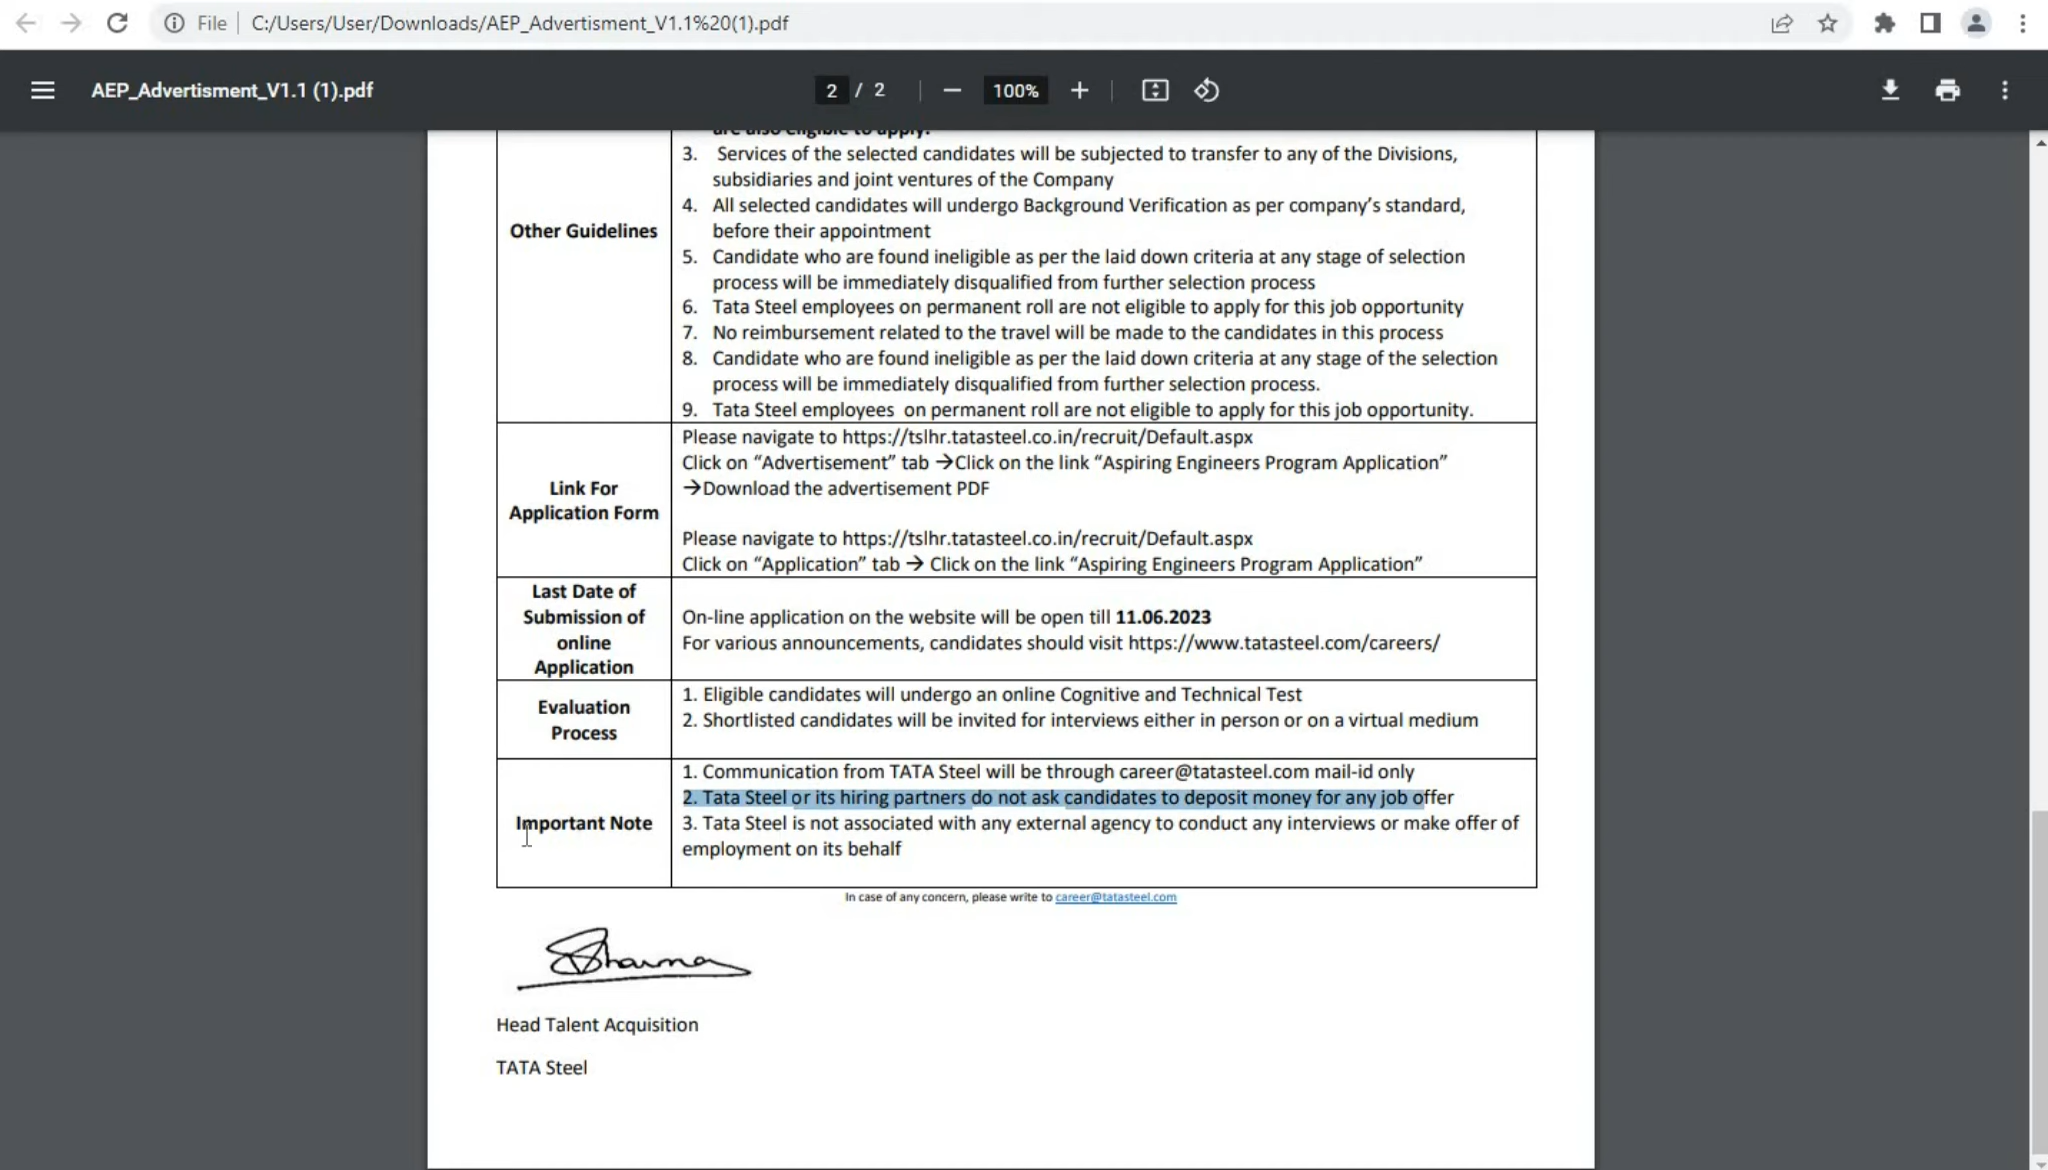 File
C:/Users/User/Downloads/AEP_Advertisment_V1.1%20(1).pdf
AEP_Advertisment_V1.1 (1).pdf
2 / 2
100%
are also eligible to apply.
3. Services of the selected candidates will be subjected to transfer to any of the Divisions,
subsidiaries and joint ventures of the Company
4. All selected candidates will undergo Background Verification as per company’s standard,
before their appointment
Other Guidelines
5. Candidate who are found ineligible as per the laid down criteria at any stage of selection
process will be immediately disqualified from further selection process
6. Tata Steel employees on permanent roll are not eligible to apply for this job opportunity
7. No reimbursement related to the travel will be made to the candidates in this process
8. Candidate who are found ineligible as per the laid down criteria at any stage of the selection
process will be immediately disqualified from further selection process.
9. Tata Steel employees on permanent roll are not eligible to apply for this job opportunity.
Link For
Application Form
Please navigate to https://tslhr.tatasteel.co.in/recruit/Default.aspx
Click on “Advertisement” tab →Click on the link “Aspiring Engineers Program Application”
→Download the advertisement PDF
Please navigate to https://tslhr.tatasteel.co.in/recruit/Default.aspx
Click on “Application” tab → Click on the link “Aspiring Engineers Program Application”
Last Date of
Submission of
online
Application
On-line application on the website will be open till 11.06.2023
For various announcements, candidates should visit https://www.tatasteel.com/careers/
Evaluation
Process
1. Eligible candidates will undergo an online Cognitive and Technical Test
2. Shortlisted candidates will be invited for interviews either in person or on a virtual medium
Important Note
1. Communication from TATA Steel will be through career@tatasteel.com mail-id only
2. Tata Steel or its hiring partners do not ask candidates to deposit money for any job offer
3. Tata Steel is not associated with any external agency to conduct any interviews or make offer of
employment on its behalf
In case of any concern, please write to career@tatasteel.com
Sharma
Head Talent Acquisition
TATA Steel